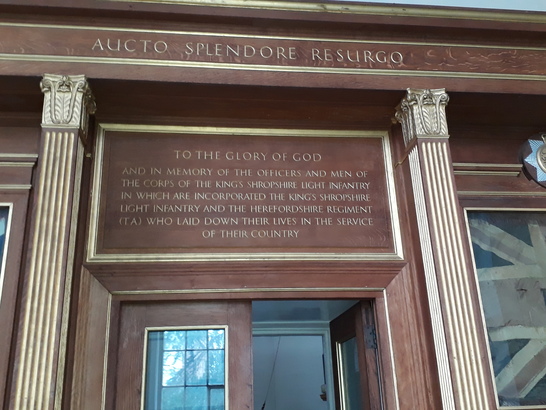 AUCTO SPLENDORE RESURGO
TO THE GLORY OF GOD
AND IN MEMORY OF THE OFFICERS AND MEN OF
THE CORPS OF THE KING'S SHROPSHIRE LIGHT INFANTRY
IN WHICH ARE INCORPORATED THE KING'S SHROPSHIRE
LIGHT INFANTRY AND THE HEREFORDSHIRE REGIMENT
(T.A.) WHO LAID DOWN THEIR LIVES IN THE SERVICE
OF THEIR COUNTRY